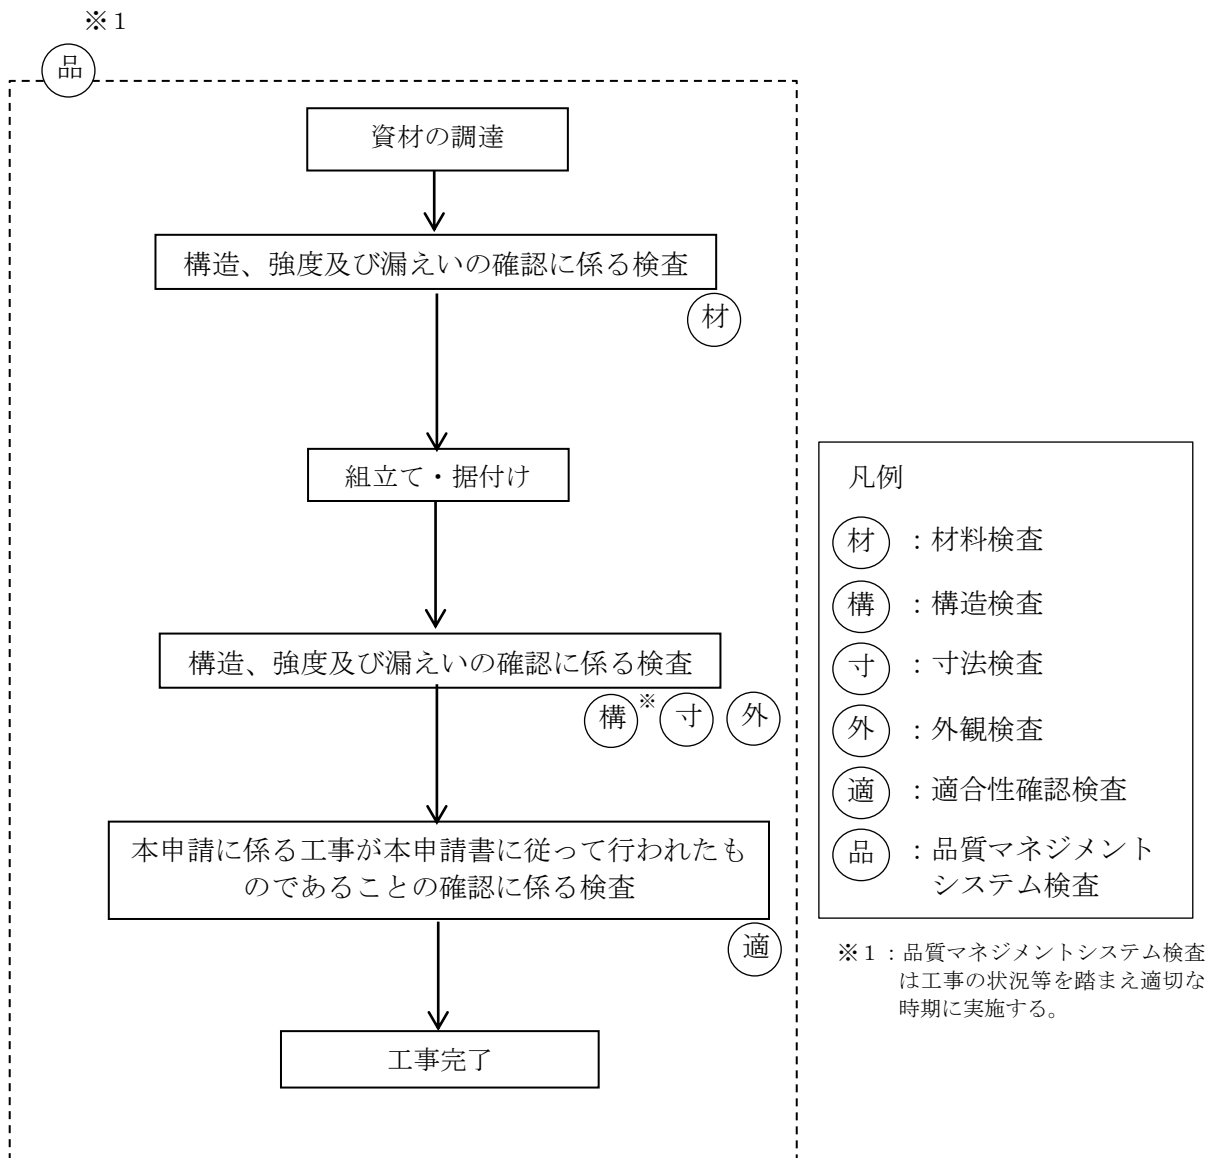 ※1
品
資材の調達
構造、強度及び漏えいの確認に係る検査
材
組立て・据付け
構造、強度及び漏えいの確認に係る検査
構※ 寸 外
本申請に係る工事が本申請書に従って行われたも
のであることの確認に係る検査
適
工事完了
凡例
材 :材料検査
構 :構造検査
寸 :寸法検査
外 :外観検査
適 :適合性確認検査
品 :品質マネジメント
システム検査
※1:品質マネジメントシステム検査
は工事の状況等を踏まえ適切な
時期に実施する。